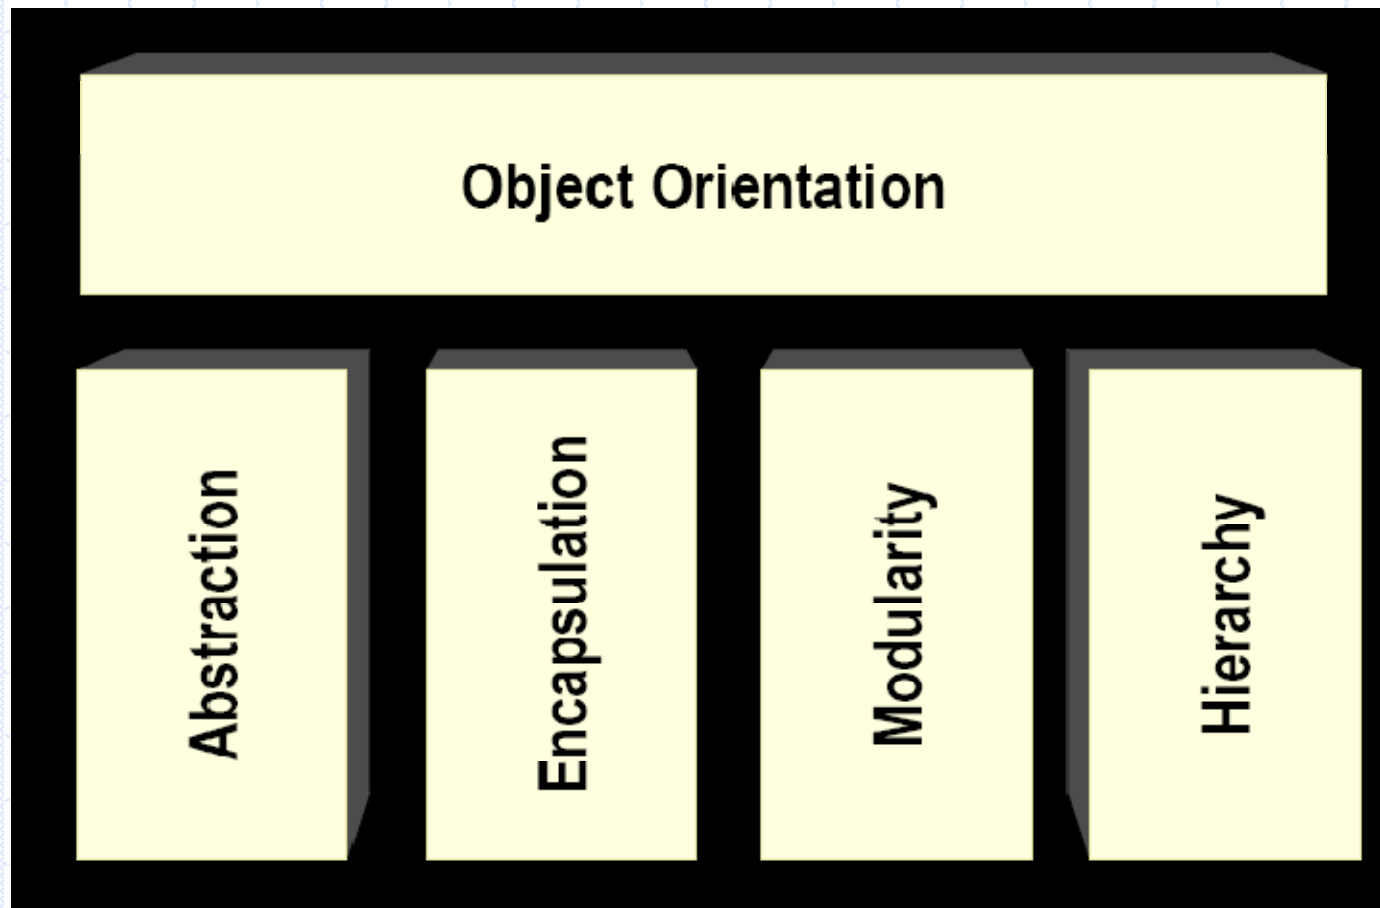 Object Orientation
Abstraction
Encapsulation
Modularity
Hierarchy